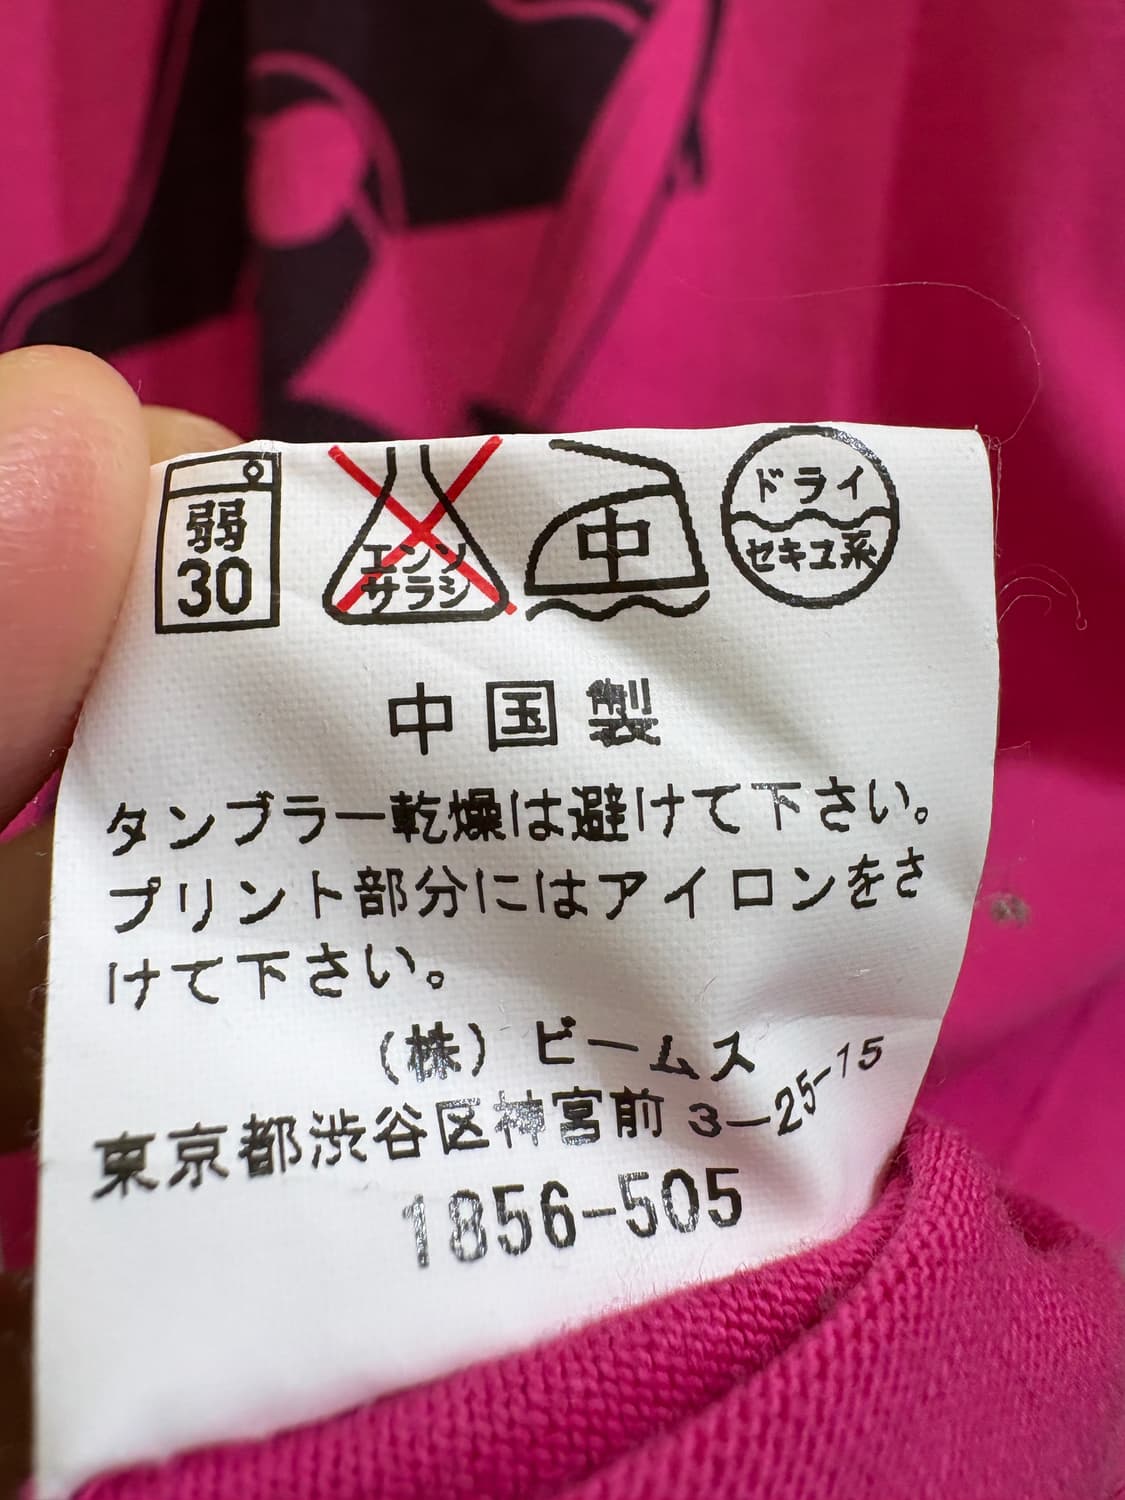 弱
30
エンソ
サラシ
中
ドライ
セキユ系
中国製
タンブラー乾燥は避けて下さい。
プリント部分にはアイロンをさ
けて下さい。
(株) ビームス
東京都渋谷区神宮前 3-25-15
1856-505